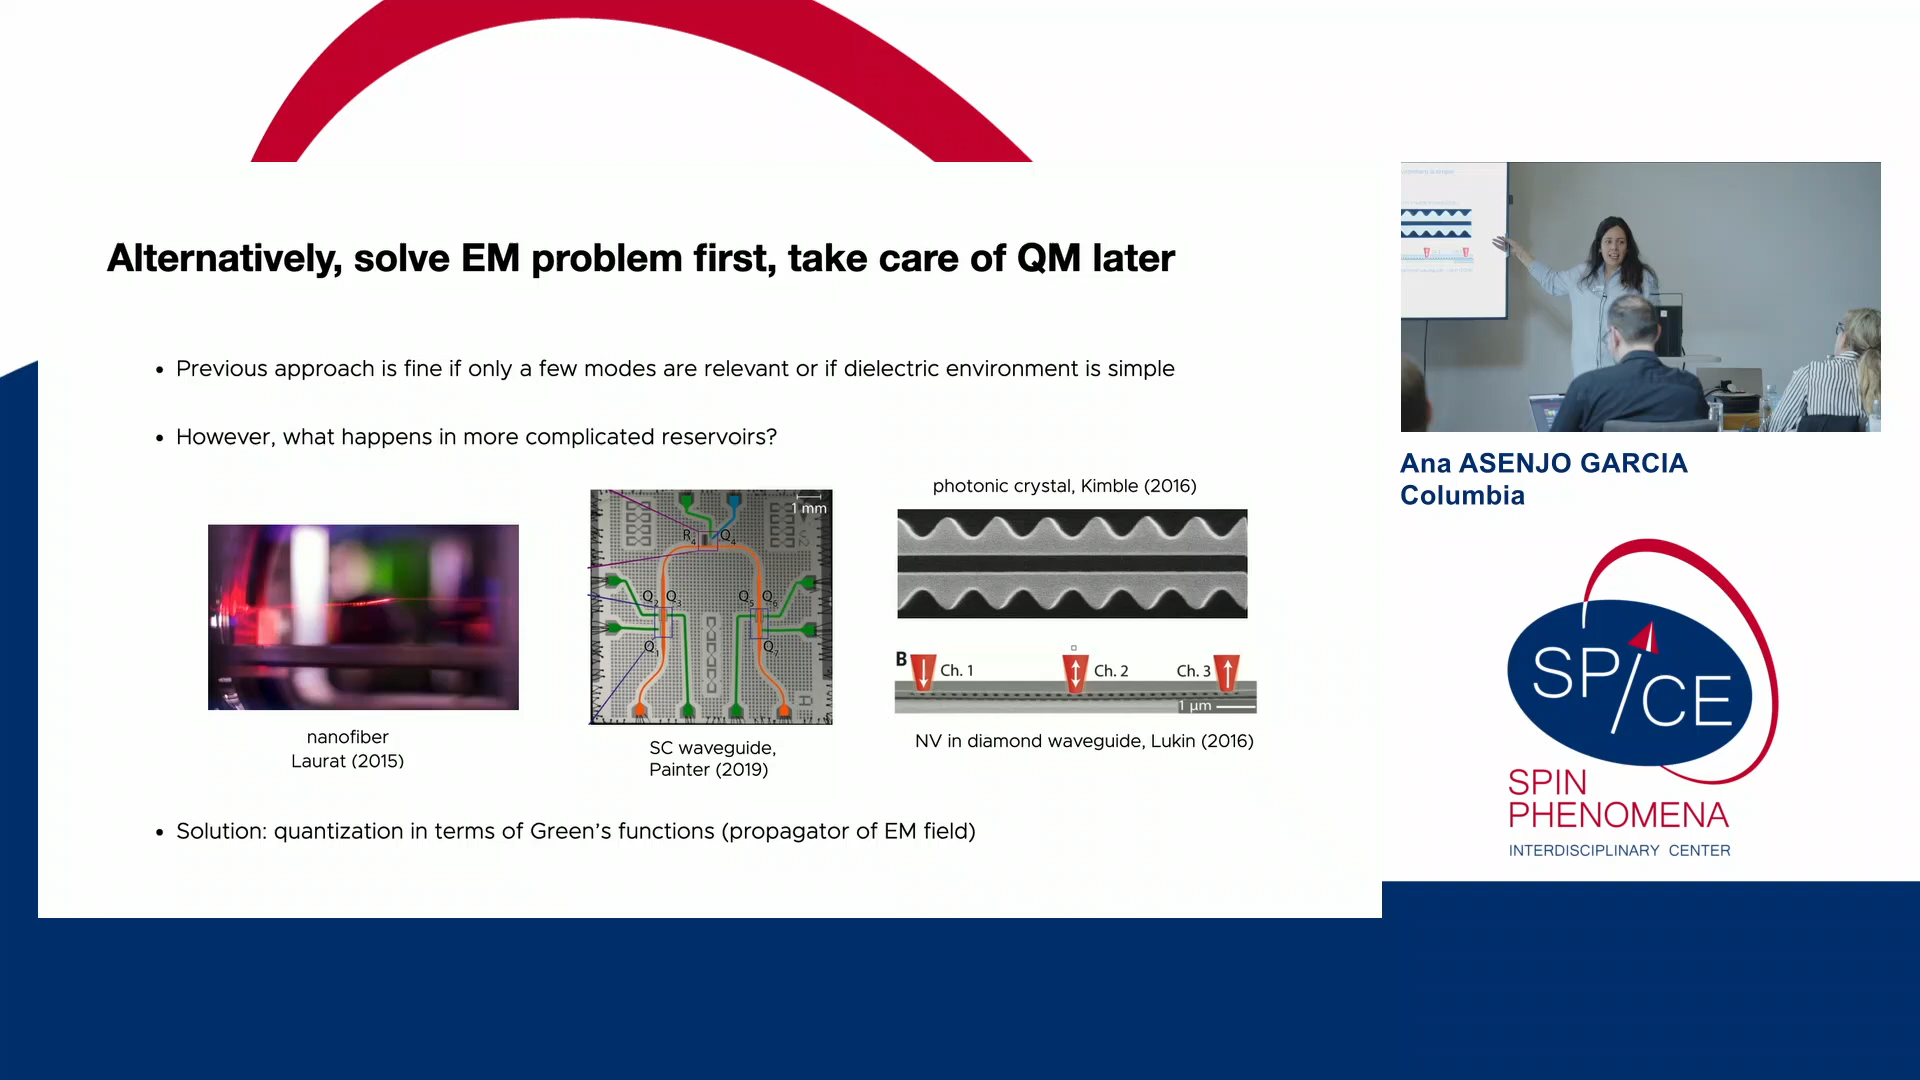 Alternatively, solve EM problem first, take care of QM later
• Previous approach is fine if only a few modes are relevant or if dielectric environment is simple
• However, what happens in more complicated reservoirs?
photonic crystal, Kimble (2016)
1 mm
R4 Q4
Q2 Q3 Q5 Q6
Q1 Q7
B Ch. 1 Ch. 2 Ch. 3
1 μm
nanofiber
Laurat (2015)
SC waveguide,
Painter (2019)
NV in diamond waveguide, Lukin (2016)
• Solution: quantization in terms of Green’s functions (propagator of EM field)
Ana ASENJO GARCIA
Columbia
SP/CE
SPIN
PHENOMENA
INTERDISCIPLINARY CENTER